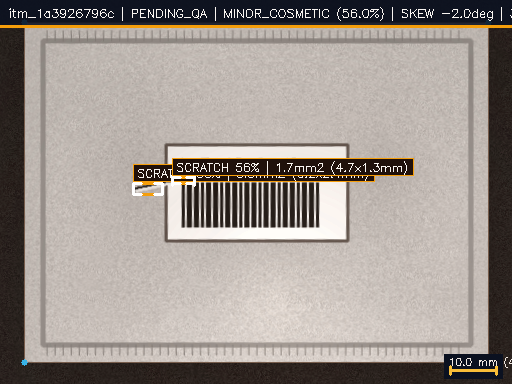 itm_1a3926796c | PENDING_QA | MINOR_COSMETIC (56.0%) | SKEW −2.0deg |
SCRATCH 56% | 1.7mm2 (4.7x1.3mm)
10.0 mm